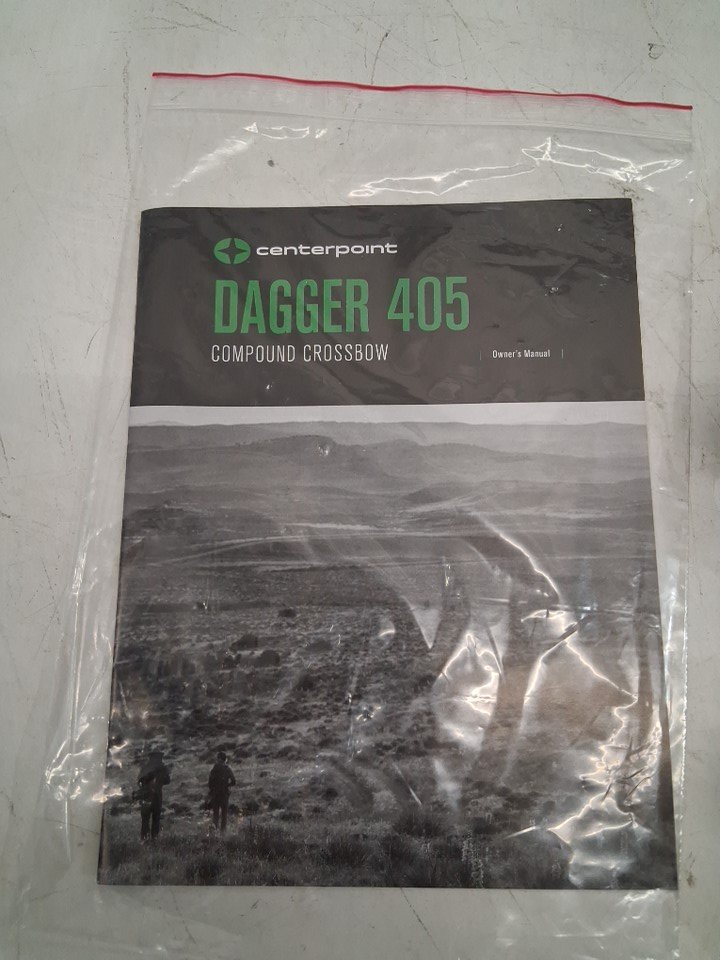 centerpoint
DAGGER 405
COMPOUND CROSSBOW
Owner's Manual